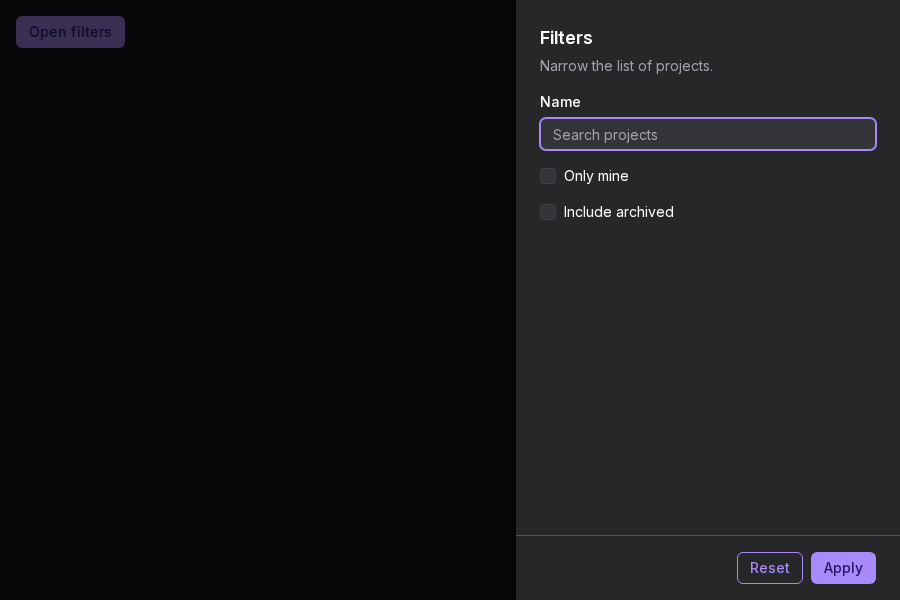 Open filters
Filters
Narrow the list of projects.
Name
Search projects
Only mine
Include archived
Reset
Apply